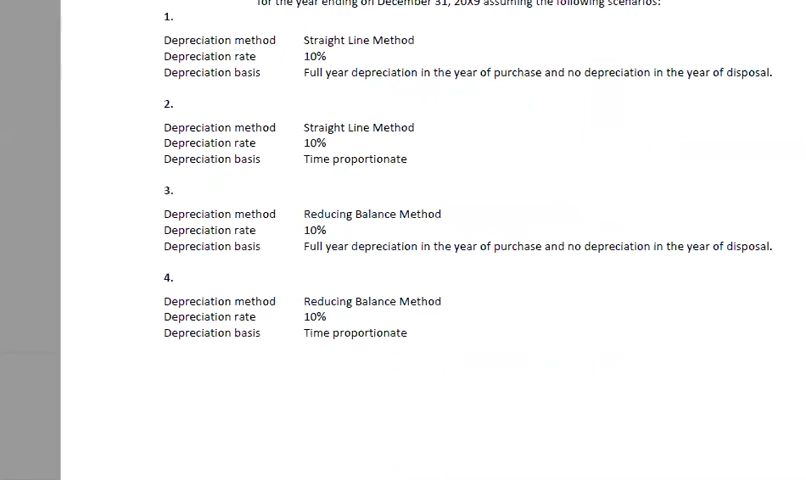 for the year ending on December 31, 20X9 assuming the following scenarios:
1.
Depreciation method Straight Line Method
Depreciation rate 10%
Depreciation basis Full year depreciation in the year of purchase and no depreciation in the year of disposal.
2.
Depreciation method Straight Line Method
Depreciation rate 10%
Depreciation basis Time proportionate
3.
Depreciation method Reducing Balance Method
Depreciation rate 10%
Depreciation basis Full year depreciation in the year of purchase and no depreciation in the year of disposal.
4.
Depreciation method Reducing Balance Method
Depreciation rate 10%
Depreciation basis Time proportionate